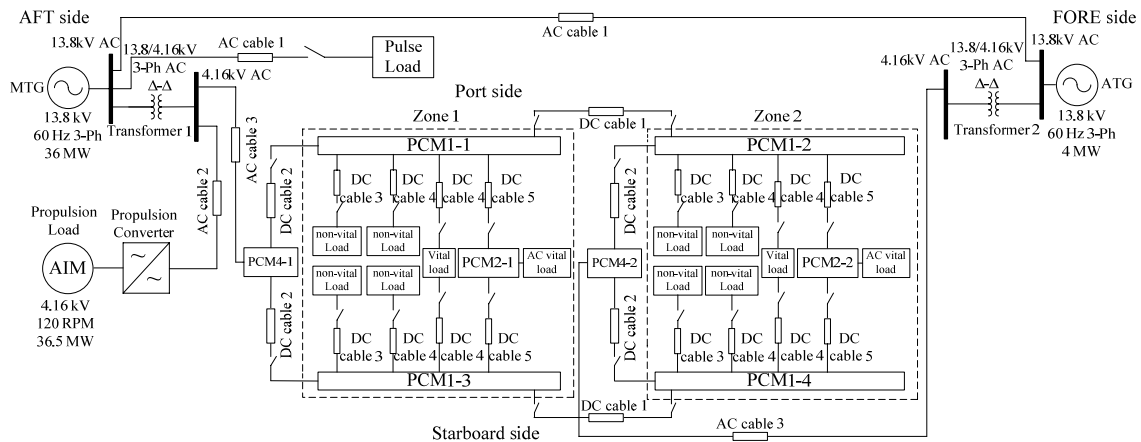 AFT side
FORE side
AC cable 1
13.8kV AC
13.8kV AC
13.8/4.16kV
3-Ph AC
Δ-Δ
AC cable 1
Pulse
Load
4.16kV AC
4.16kV AC
13.8/4.16kV
3-Ph AC
Δ-Δ
MTG
ATG
13.8 kV
60 Hz 3-Ph
36 MW
Transformer 1
Transformer 2
13.8 kV
60 Hz 3-Ph
4 MW
Port side
AC cable 3
AC cable 2
Zone 1
DC cable 1
Zone 2
PCM1-1
PCM1-2
DC cable 2
DC
cable 3
DC
cable 4
DC
cable 4
DC
cable 5
DC cable 2
DC
cable 3
DC
cable 4
DC
cable 4
DC
cable 5
Propulsion
Load
Propulsion
Converter
AIM
4.16 kV
120 RPM
36.5 MW
non-vital
Load
non-vital
Load
non-vital
Load
non-vital
Load
PCM4-1
Vital
load
PCM2-1
AC vital
load
PCM4-2
Vital
load
PCM2-2
AC vital
load
non-vital
Load
non-vital
Load
non-vital
Load
non-vital
Load
DC cable 2
DC
cable 3
DC
cable 4
DC
cable 4
DC
cable 5
DC cable 2
DC
cable 3
DC
cable 4
DC
cable 4
DC
cable 5
PCM1-3
PCM1-4
DC cable 1
AC cable 3
Starboard side